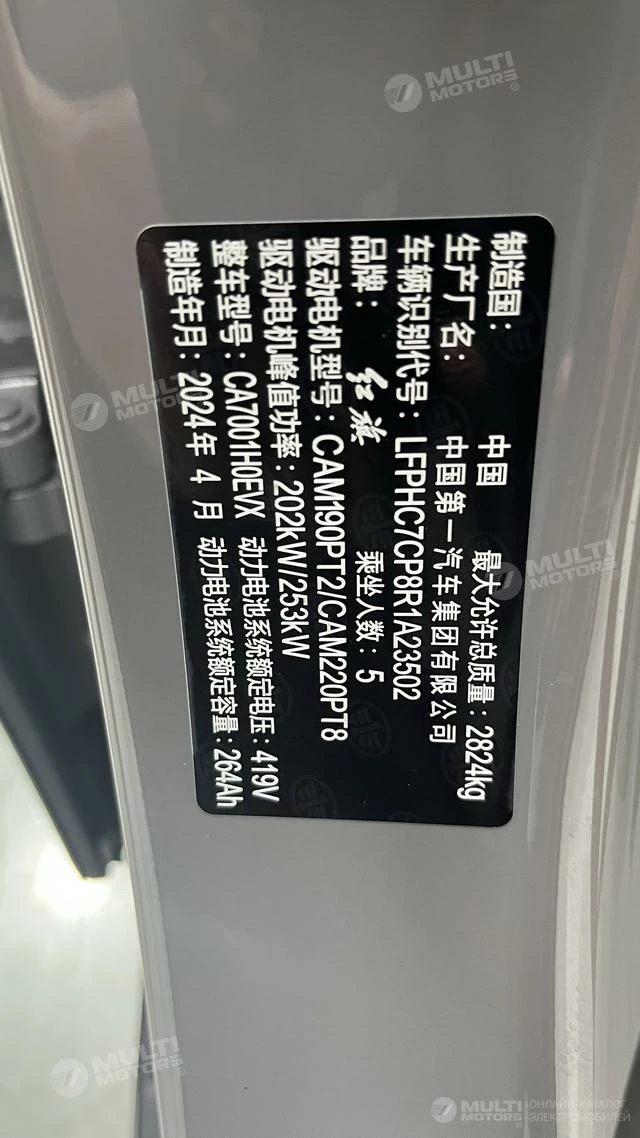 MULTI
MOTORS®
制造国： 中国 最大允许总质量：2824kg
生产厂名： 中国第一汽车集团有限公司
车辆识别代号：LFPHC7CP8R1A23502
品牌： 红旗 乘坐人数：5
驱动电机型号：CAM190PT2/CAM220PT8
驱动电机峰值功率：202kW/253kW
整车型号：CA7001H0EVX 动力电池系统额定电压：419V
制造年月：2024年 4 月 动力电池系统额定容量：264Ah
MULTI
MOTORS®
MULTI
MOTORS®
MULTI
MOTORS®
MULTI
MOTORS
ОНЛАЙН-КАТАЛОГ
ЭЛЕКТРОМОБИЛЕЙ